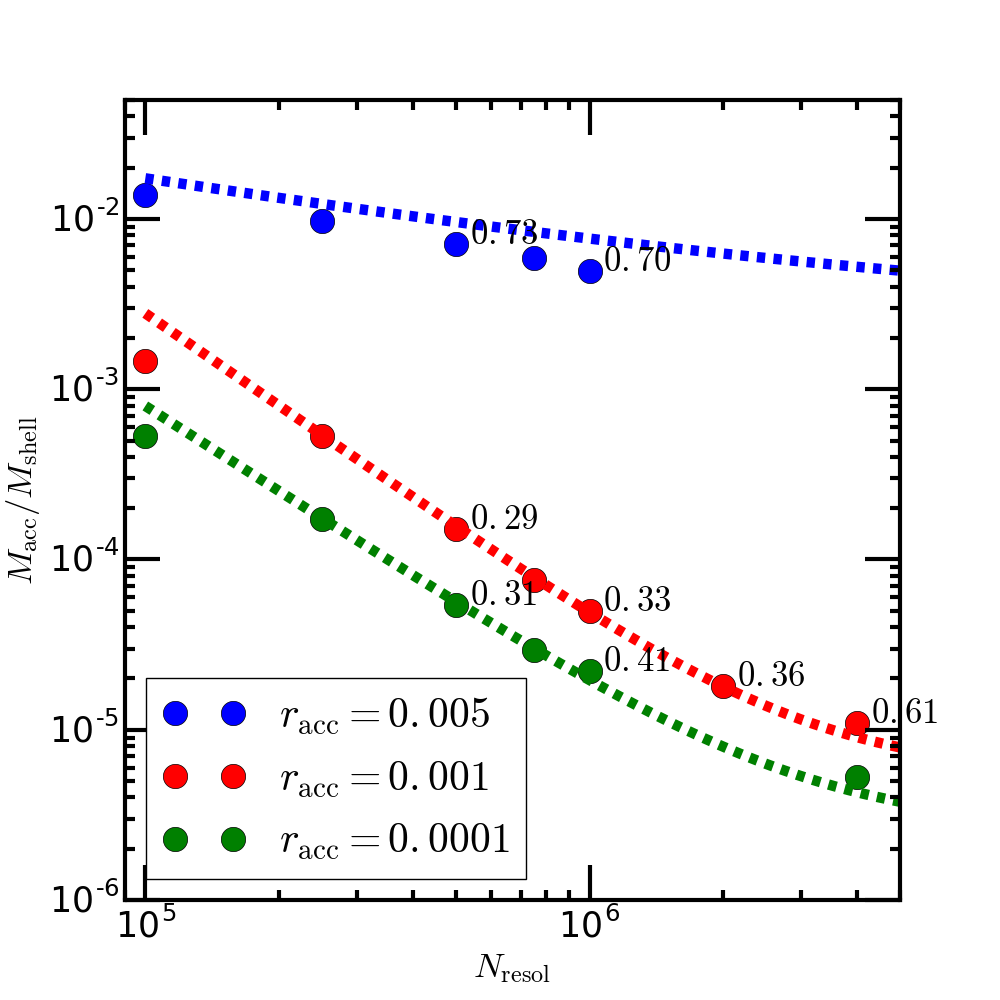 10^-2
10^-3
10^-4
10^-5
10^-6
M_acc/M_shell
0.73
0.70
0.29
0.31
0.33
0.41
0.36
0.61
r_acc = 0.005
r_acc = 0.001
r_acc = 0.0001
10^5 10^6
N_resol